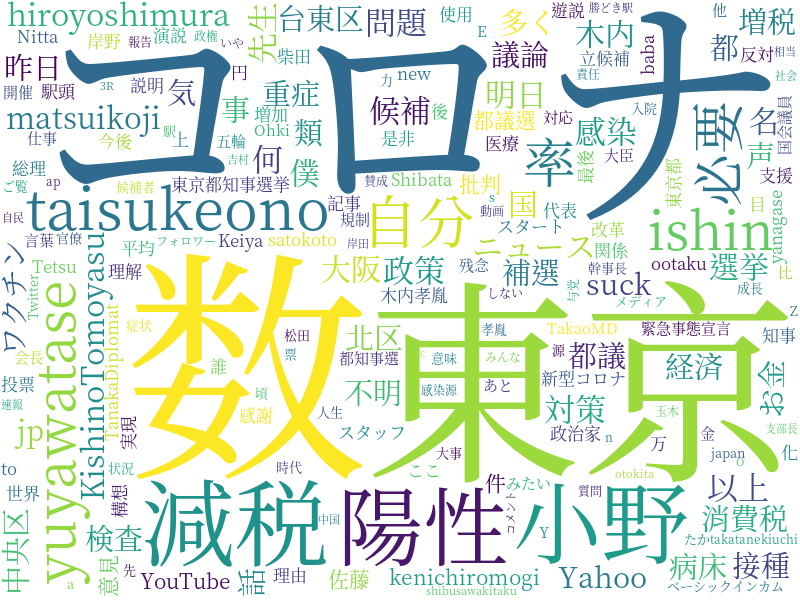 hiroyoshimura
Nitta
岸野
演説
報告
政権
いや
先生
台東区
問題
使用
E
多く
遊説
勝どき駅
立候補
増税
他
木内
昨日
コロナ
開催
駅頭
3R
柴田
説明
気
円
重症
議論
力
new
候補
後
明日
都
baba
反対
責任
相当
社会
matsuikoji
仕事
事
増加
類
Ohki
駅
上
五輪
今後
僕
何
是非
都議選
医療
対応
感染
率
最後
大臣
必要
名
声
入院
国会議員
支援
総理
ご覧
ap
吉村
候補者
東京都知事選挙
賛成
Shibata
s
批判
動画
国
代表
東京都
目
yanagase
自民
言葉
官僚
taisukeono
記事
規制
自分
スタート
ニュース
改革
関係
ishin
平均
フォロワー
Keiya
satokoto
岸田
ワクチン
Tetsu
理解
大阪
政策
残念
補選
幹事長
ootaku
選挙
比
木内孝胤
しない
与党
メディア
成長
suck
Twitter
yuyawatase
KishinoTomoyasu
TanakaDiplomat
症状
数
東京
松田
票
北区
孝胤
意味
TakaoMD
緊急事態宣言
Z
知事
会長
投票
速報
誰
都知事選
c
みんな
源
都議
経済
お金
不明
頃
感染源
あと
新型コロナ
対策
玉木
感謝
人生
スタッフ
大事
政治家
n
万
金
支部長
化
jp
実現
to
世界
状況
構想
時代
減税
陽性
ここ
件
みたい
コメント
小野
japan
o
otokita
以上
中央区
検査
中国
質問
Y
消費税
たか
takatanekiuchi
a
意見
先
YouTube
話
理由
佐藤
kenichiromogi
shibusawakitaku
Yahoo
病床
接種
ベーシックインカム